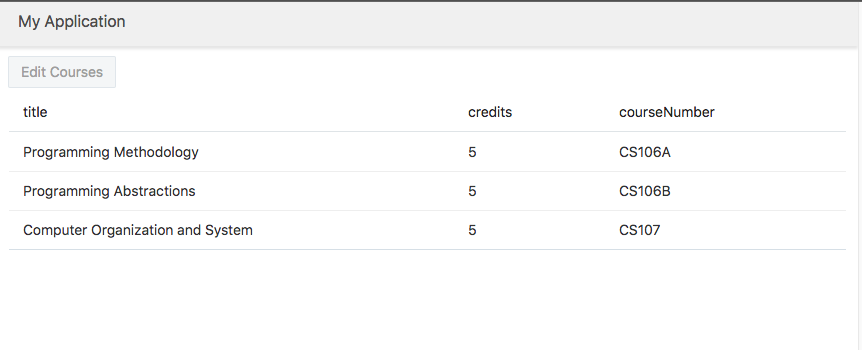 My Application
Edit Courses
title credits courseNumber
Programming Methodology 5 CS106A
Programming Abstractions 5 CS106B
Computer Organization and System 5 CS107